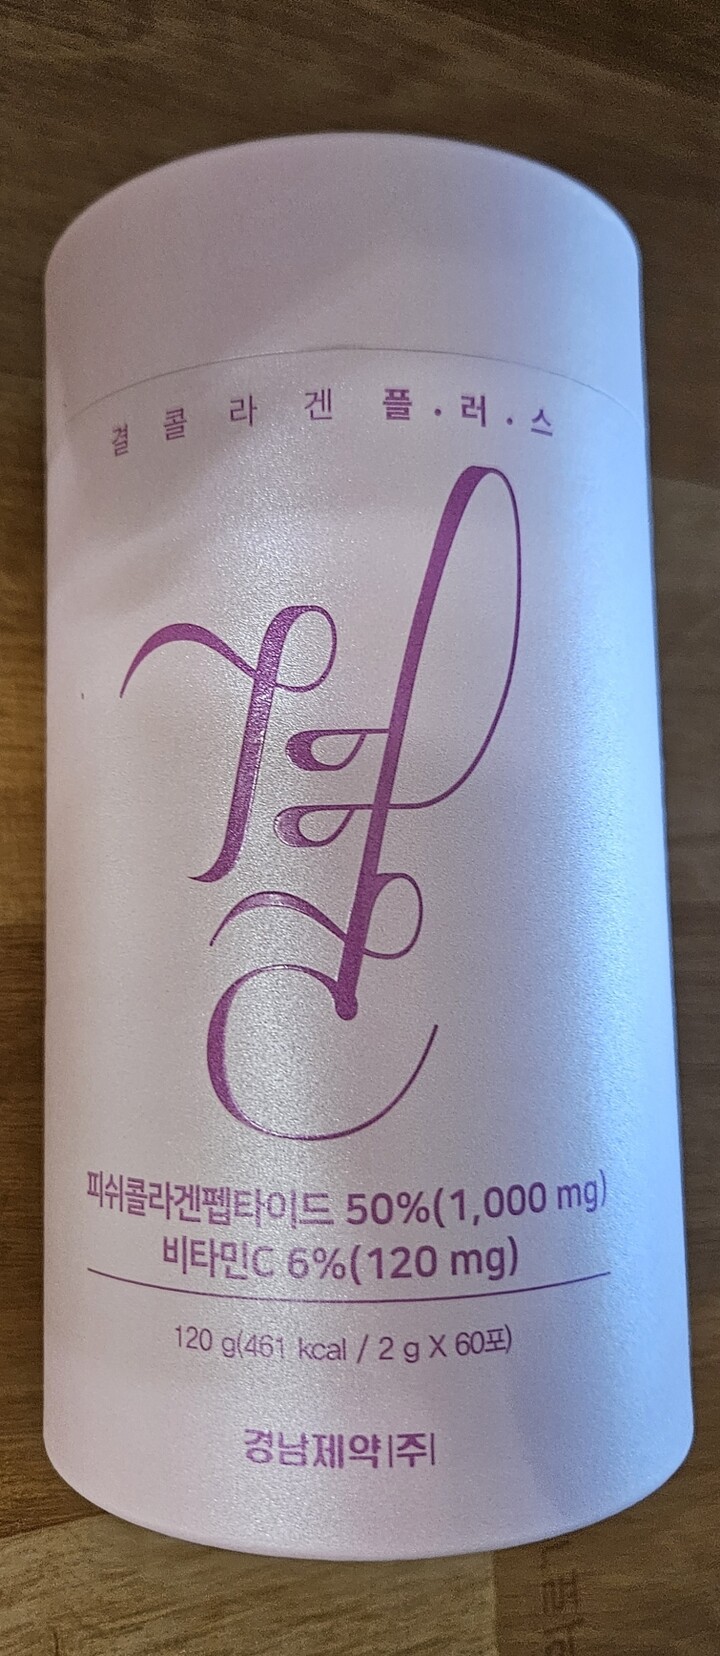 결 콜 라 겐 플·러·스
결
피쉬콜라겐펩타이드 50%(1,000 mg)
비타민C 6%(120 mg)
120 g(461 kcal / 2 g X 60포)
경남제약|주|